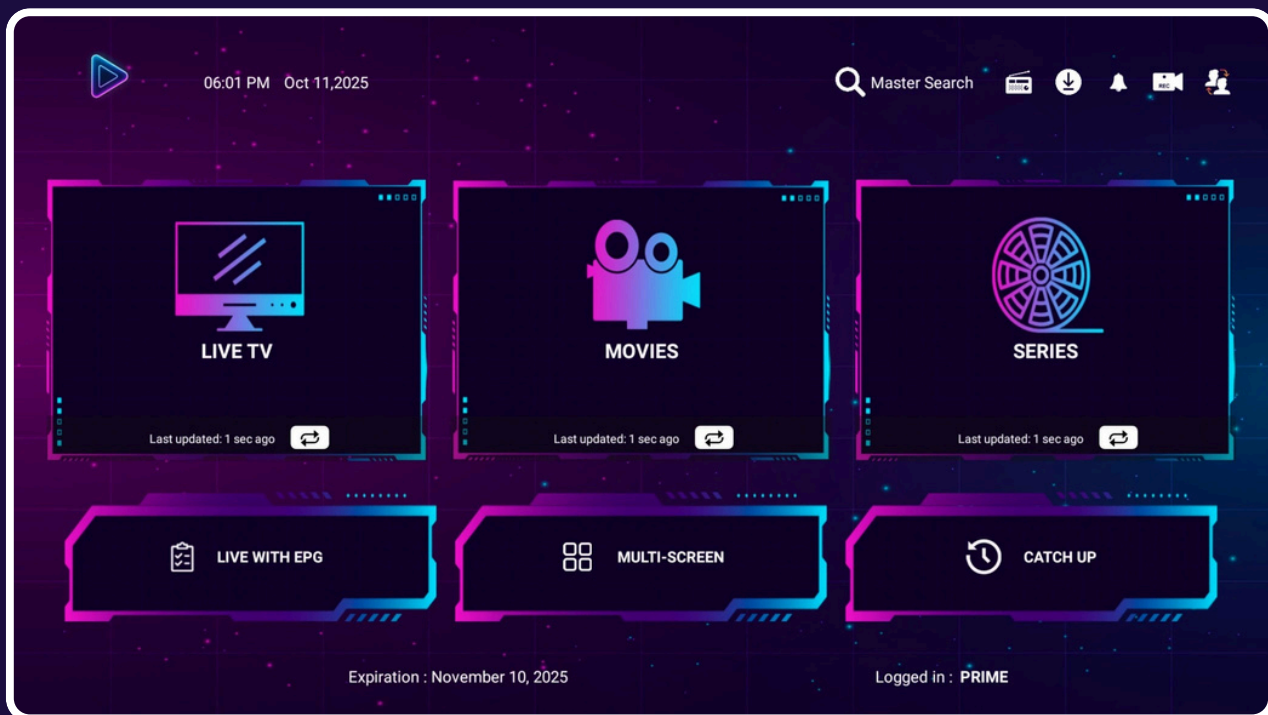 06:01 PM Oct 11,2025
Master Search
REC
LIVE TV
MOVIES
SERIES
Last updated: 1 sec ago
Last updated: 1 sec ago
Last updated: 1 sec ago
LIVE WITH EPG
MULTI-SCREEN
CATCH UP
Expiration : November 10, 2025
Logged in : PRIME